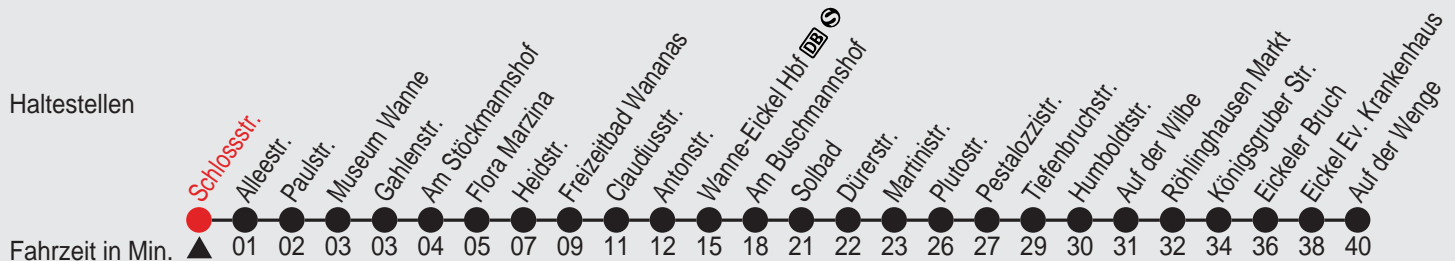 Haltestellen
Schlossstr.
Alleestr.
Paulstr.
Museum Wanne
Gahlenstr.
Am Stöckmannshof
Flora Marzina
Heidstr.
Freizeitbad Wananas
Claudiusstr.
Antonstr.
Wanne-Eickel Hbf DB S
Am Buschmannshof
Solbad
Dürerstr.
Martinistr.
Plutostr.
Pestalozzistr.
Tiefenbruchstr.
Humboldtstr.
Auf der Wilbe
Röhlinghausen Markt
Königsgruber Str.
Eickeler Bruch
Eickel Ev. Krankenhaus
Auf der Wenge
Fahrzeit in Min. 01 02 03 03 04 05 07 09 11 12 15 18 21 22 23 26 27 29 30 31 32 34 36 38 40